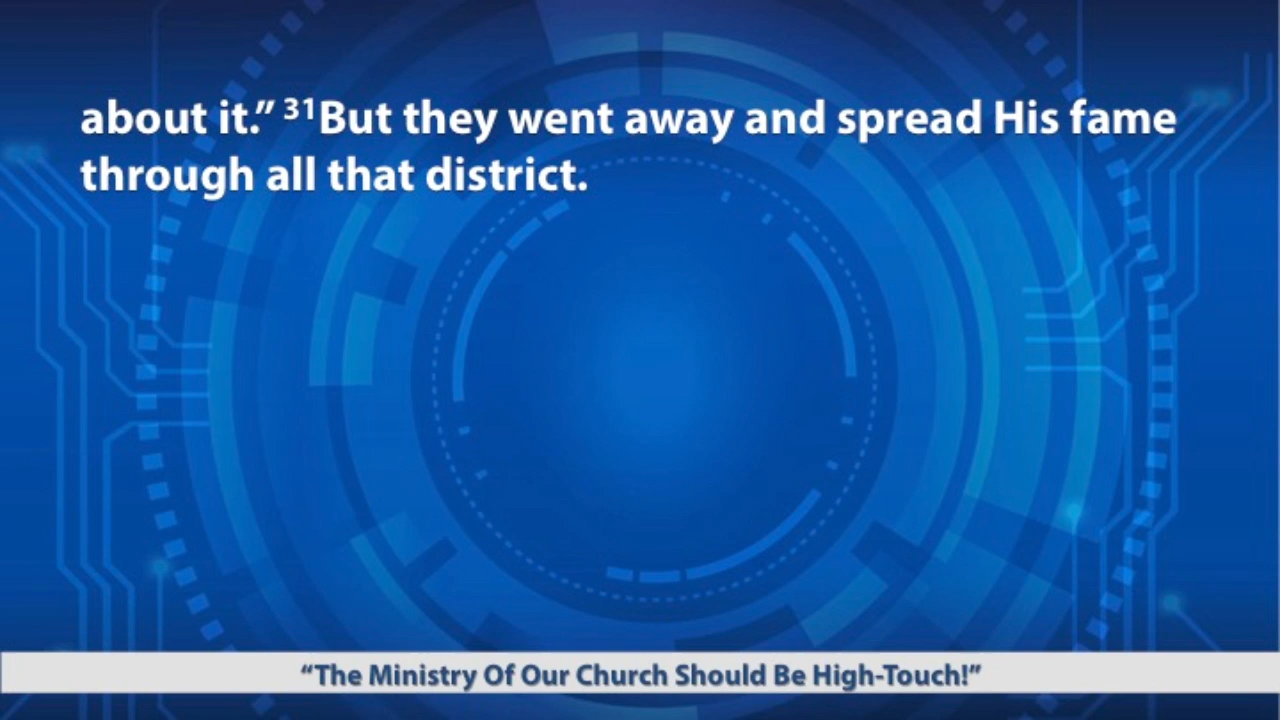 about it.” ³¹But they went away and spread His fame
through all that district.
“The Ministry Of Our Church Should Be High-Touch!”